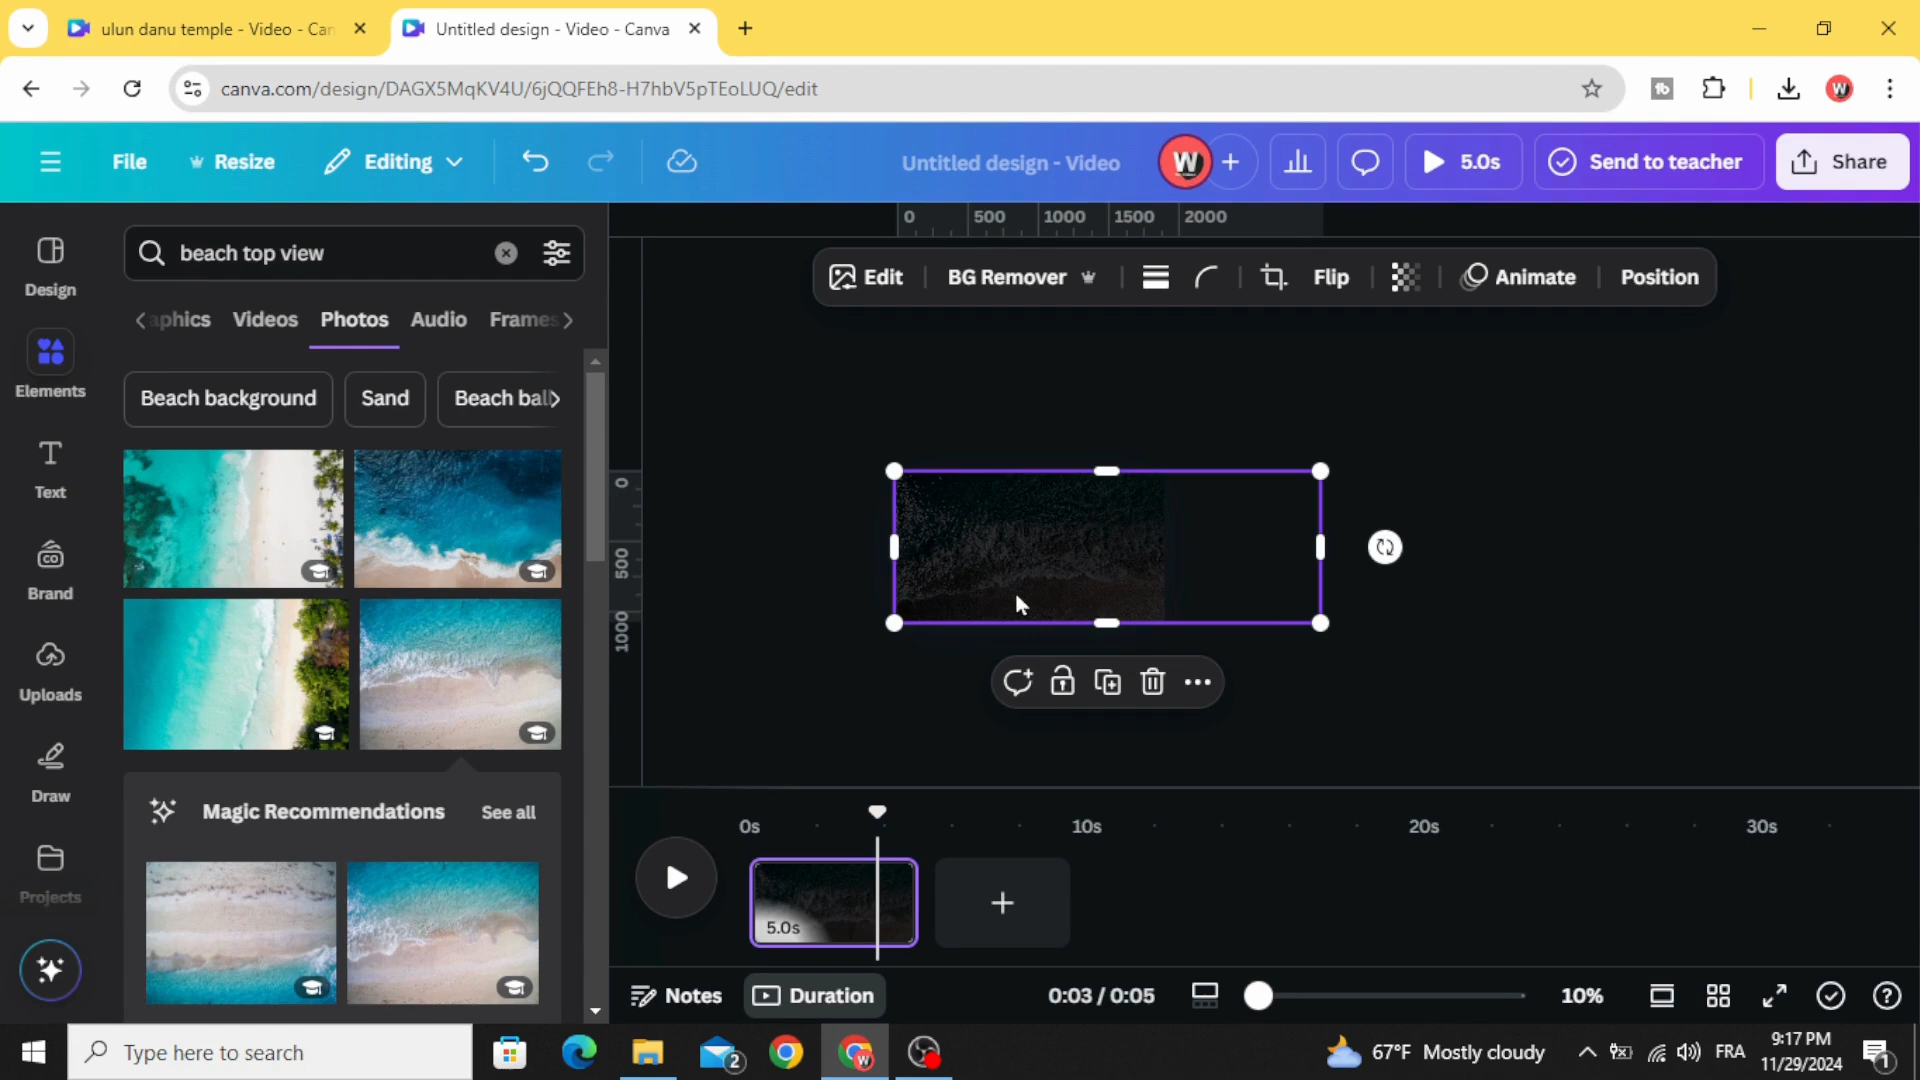 ulun danu temple - Video - Can
Untitled design - Video - Canva
canva.com/design/DAGX5MqKV4U/6jQQFEh8-H7hbV5pTEoLUQ/edit
File
Resize
Editing
Untitled design - Video
W
5.0s
Send to teacher
Share
Design
Elements
Text
Brand
Uploads
Draw
Projects
beach top view
aphics
Videos
Photos
Audio
Frames
Beach background
Sand
Beach ball
Magic Recommendations
See all
0 500 1000 1500 2000
Edit
BG Remover
Flip
Animate
Position
0
500
1000
0s
10s
20s
30s
5.0s
Notes
Duration
0:03 / 0:05
10%
Type here to search
2
67°F Mostly cloudy
FRA
9:17 PM
11/29/2024
1